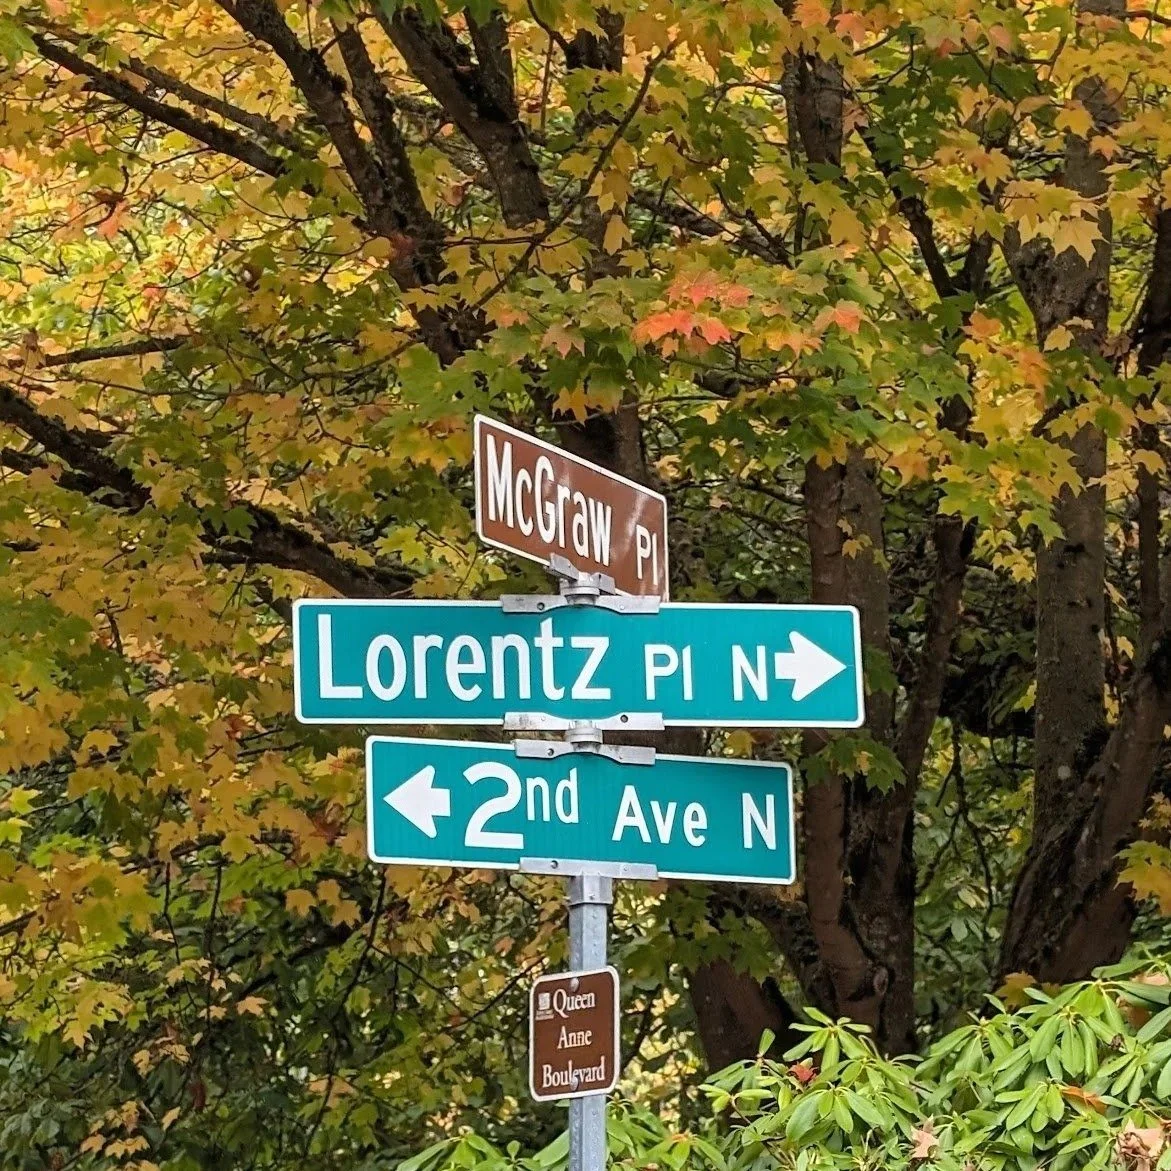 McGraw Pl
Lorentz Pl N
2nd Ave N
Queen
Anne
Boulevard